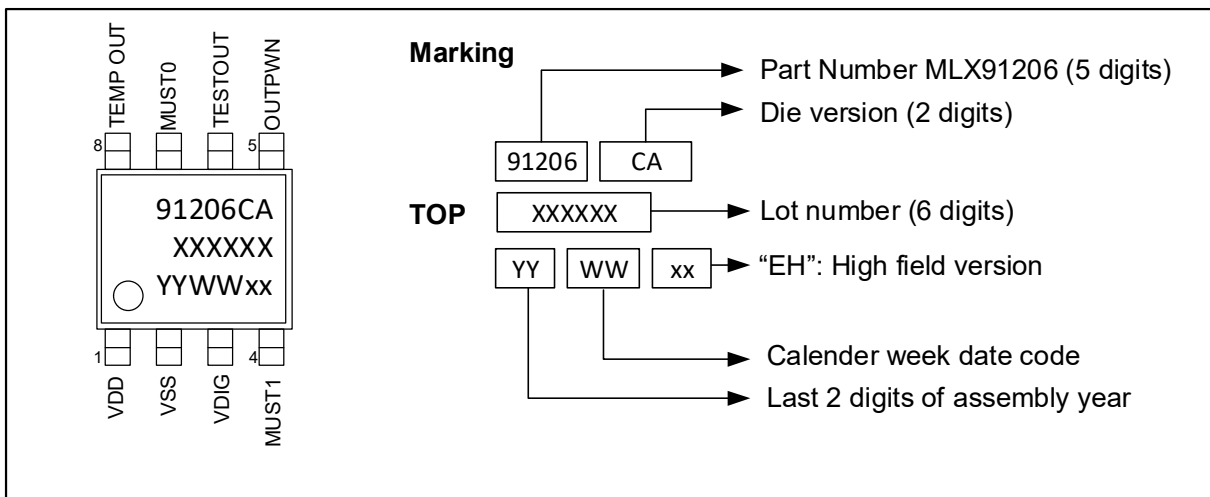 TEMP OUT
MUST0
TESTOUT
OUTPWN
8
5
91206CA
XXXXXX
YYWWxx
1
4
VDD
VSS
VDIG
MUST1
Marking
Part Number MLX91206 (5 digits)
Die version (2 digits)
91206 CA
TOP XXXXXX Lot number (6 digits)
YY WW xx “EH”: High field version
Calender week date code
Last 2 digits of assembly year